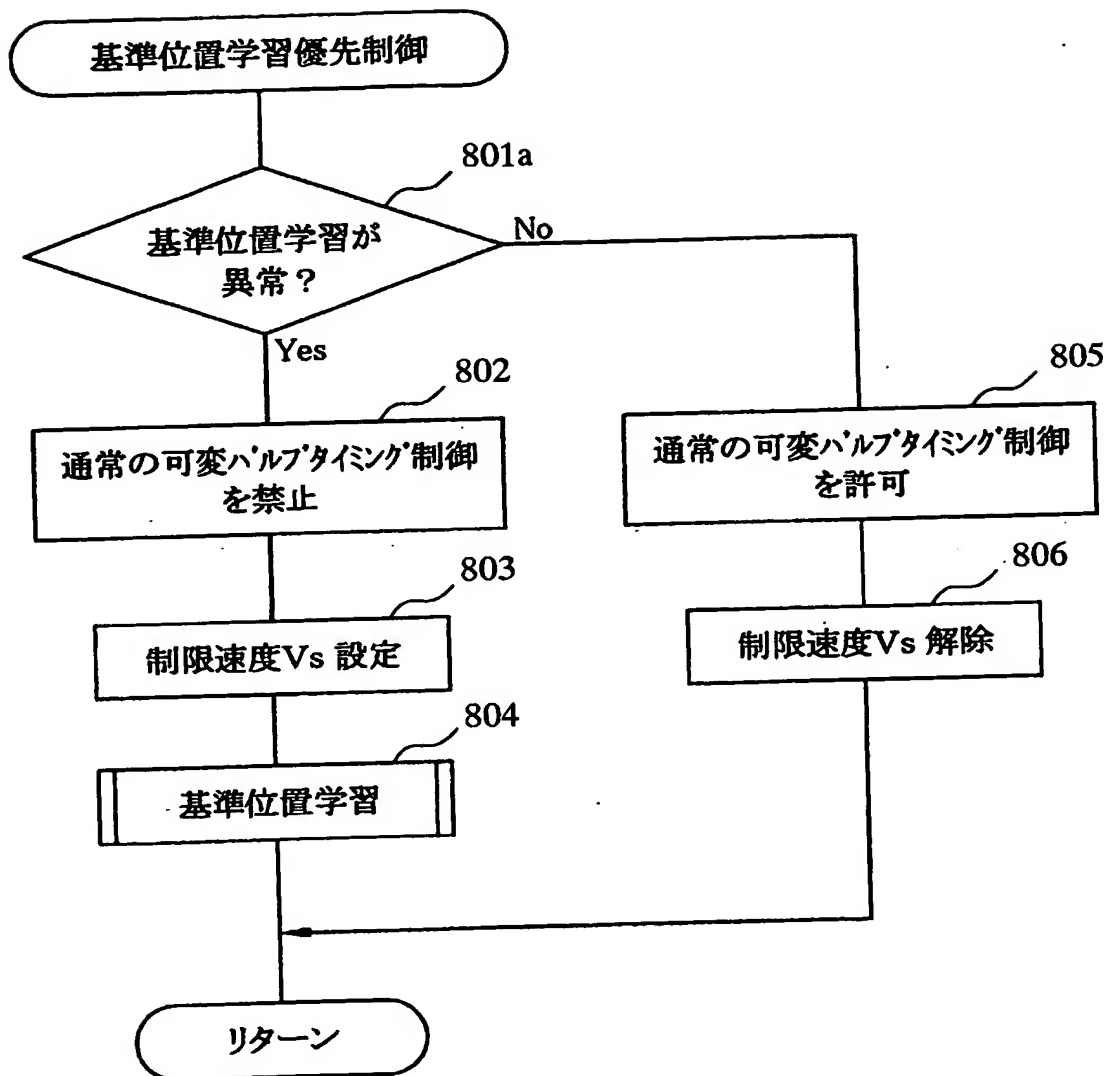 基準位置学習優先制御
801a
基準位置学習が
異常？
No
Yes
802
通常の可変ﾊﾞﾙﾌﾞﾀｲﾐﾝｸﾞ制御
を禁止
805
通常の可変ﾊﾞﾙﾌﾞﾀｲﾐﾝｸﾞ制御
を許可
803
制限速度Vs 設定
806
制限速度Vs 解除
804
基準位置学習
リターン